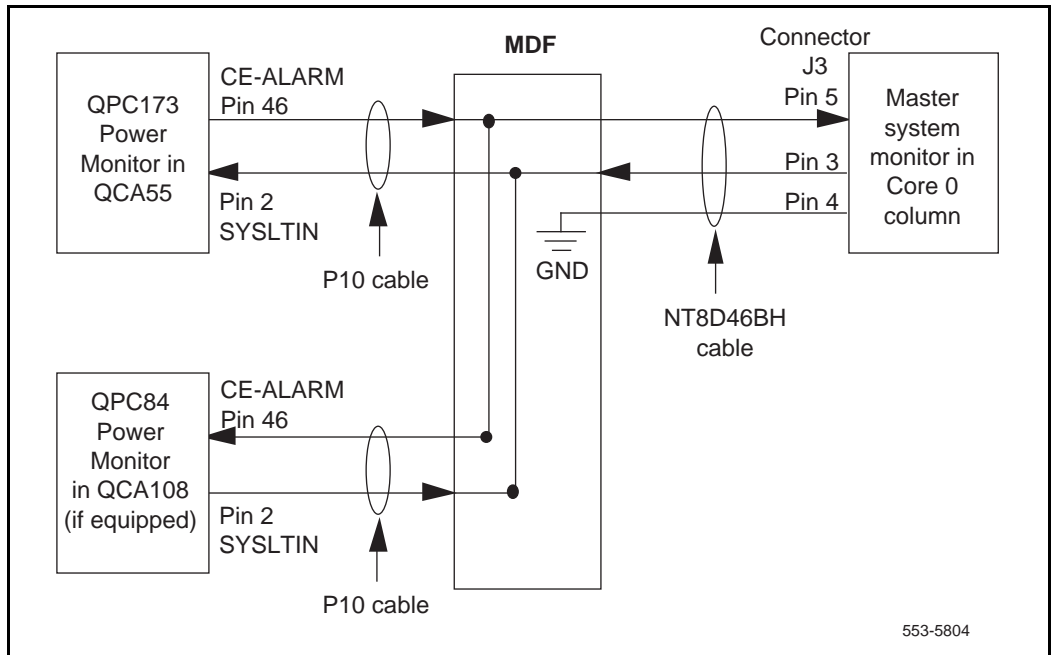 MDF
Connector
J3
CE-ALARM
Pin 46
QPC173
Power
Monitor in
QCA55
Pin 2
SYSLTIN
P10 cable
Pin 5
Pin 3
Pin 4
Master
system
monitor in
Core 0
column
GND
NT8D46BH
cable
QPC84
Power
Monitor
in QCA108
(if equipped)
CE-ALARM
Pin 46
Pin 2
SYSLTIN
P10 cable
553-5804